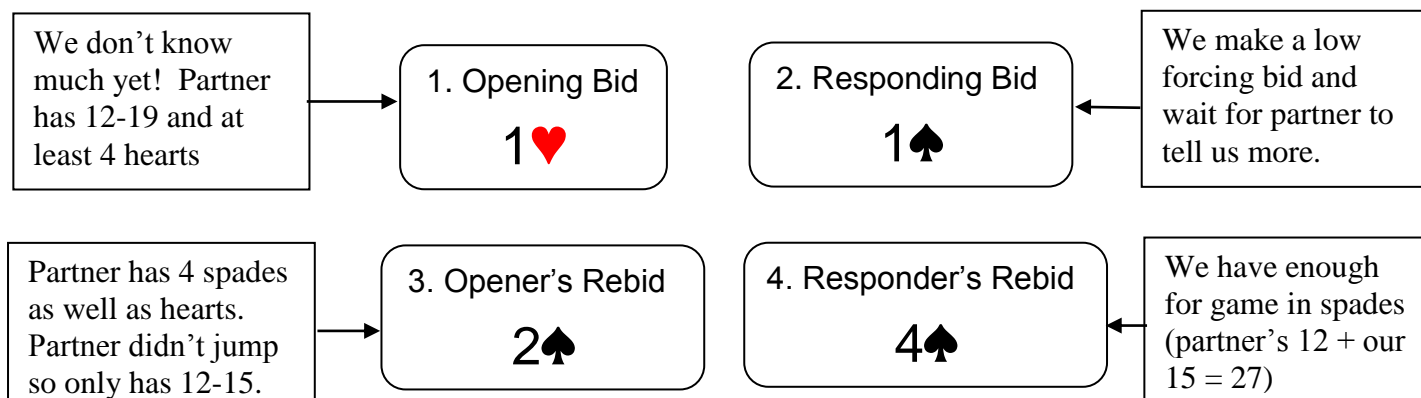 We don’t know
much yet!  Partner
has 12-19 and at
least 4 hearts
1. Opening Bid
1♥
2. Responding Bid
1♠
We make a low
forcing bid and
wait for partner to
tell us more.
Partner has 4 spades
as well as hearts.
Partner didn’t jump
so only has 12-15.
3. Opener’s Rebid
2♠
4. Responder’s Rebid
4♠
We have enough
for game in spades
(partner’s 12 + our
15 = 27)